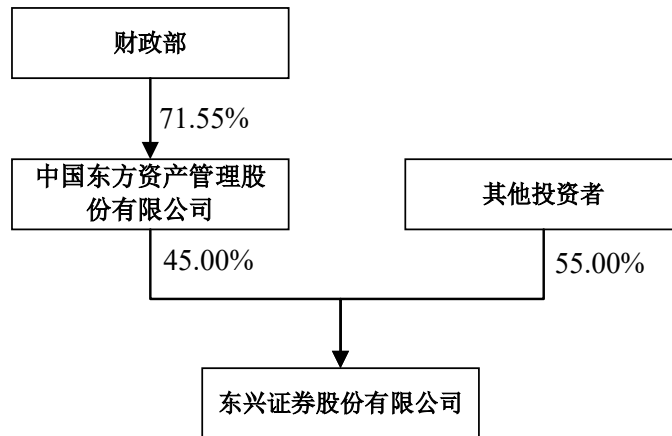 财政部
71.55%
中国东方资产管理股
份有限公司
其他投资者
45.00%
55.00%
东兴证券股份有限公司